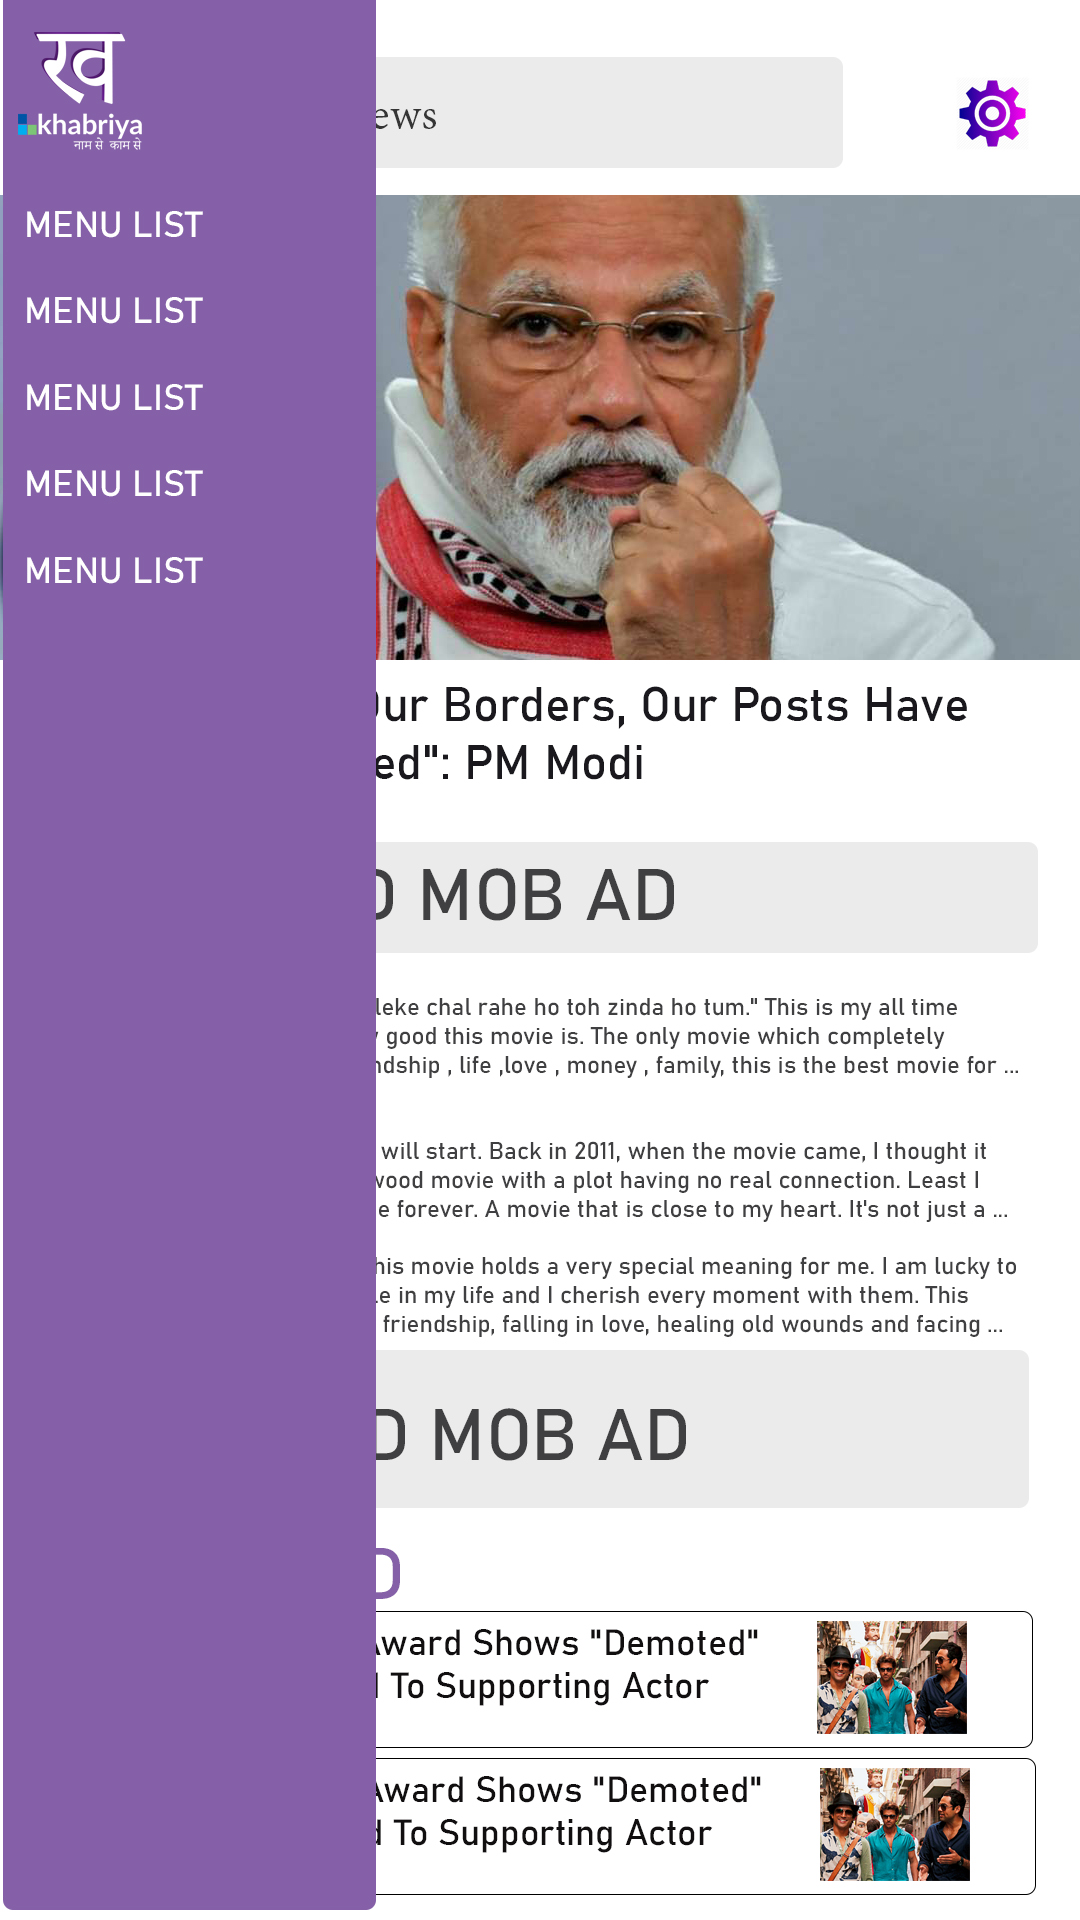 ख
khabriya
नाम से काम से
ews
MENU LIST
MENU LIST
MENU LIST
MENU LIST
MENU LIST
ur Borders, Our Posts Have
ed": PM Modi
MOB AD
leke chal rahe ho toh zinda ho tum." This is my all time
good this movie is. The only movie which completely
ndship , life ,love , money , family, this is the best movie for ...
will start. Back in 2011, when the movie came, I thought it
wood movie with a plot having no real connection. Least I
e forever. A movie that is close to my heart. It's not just a ...
his movie holds a very special meaning for me. I am lucky to
le in my life and I cherish every moment with them. This
friendship, falling in love, healing old wounds and facing ...
D MOB AD
D
Award Shows "Demoted"
To Supporting Actor
Award Shows "Demoted"
d To Supporting Actor